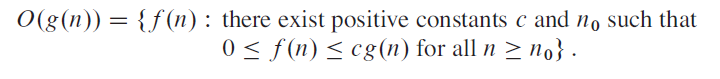 O(g(n)) = {f(n) : there exist positive constants c and n₀ such that
0 ≤ f(n) ≤ cg(n) for all n ≥ n₀} .